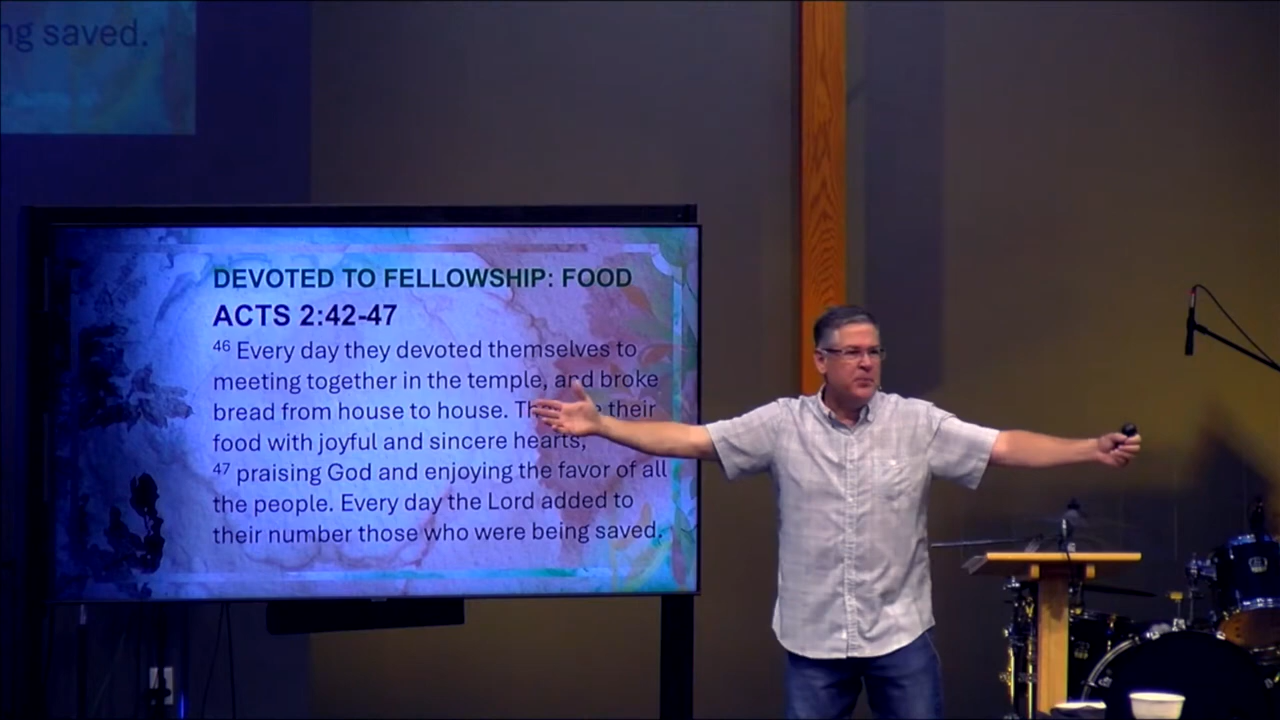 ng saved.
DEVOTED TO FELLOWSHIP: FOOD
ACTS 2:42-47
46 Every day they devoted themselves to
meeting together in the temple, and broke
bread from house to house. their
food with joyful and sincere hearts,
47 praising God and enjoying the favor of all
the people. Every day the Lord added to
their number those who were being saved.